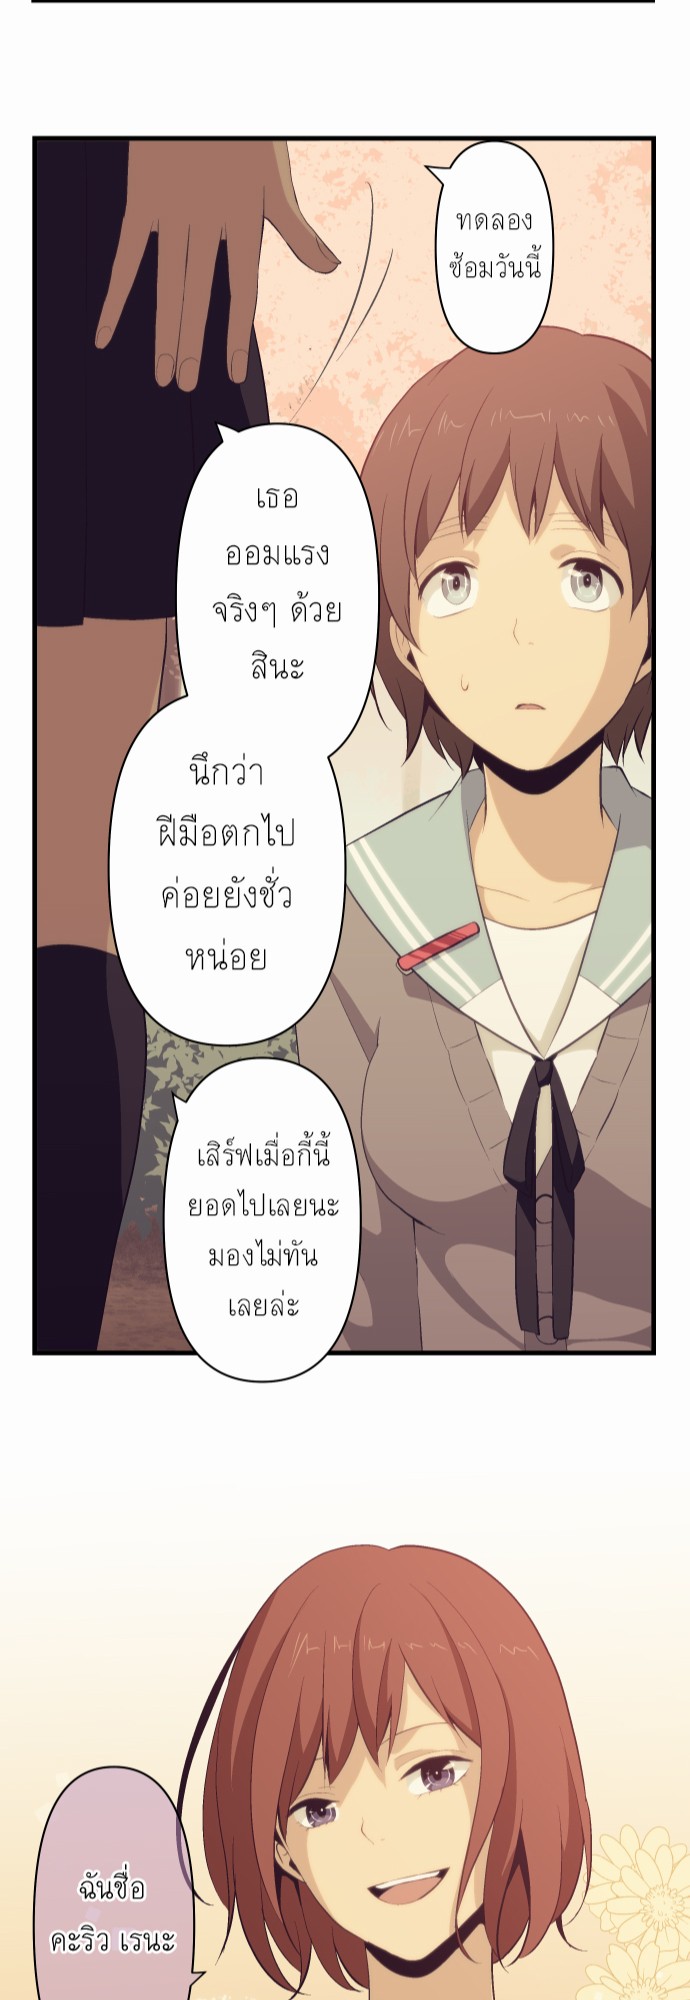 ทดลอง
ซ้อมวันนี้
เธอ
ออมแรง
จริงๆ ด้วย
สินะ
นึกว่า
ฝีมือตกไป
ค่อยยังชั่ว
หน่อย
เสิร์ฟเมื่อกี้นี้
ยอดไปเลยนะ
มองไม่ทัน
เลยล่ะ
ฉันชื่อ
คะริว เรนะ